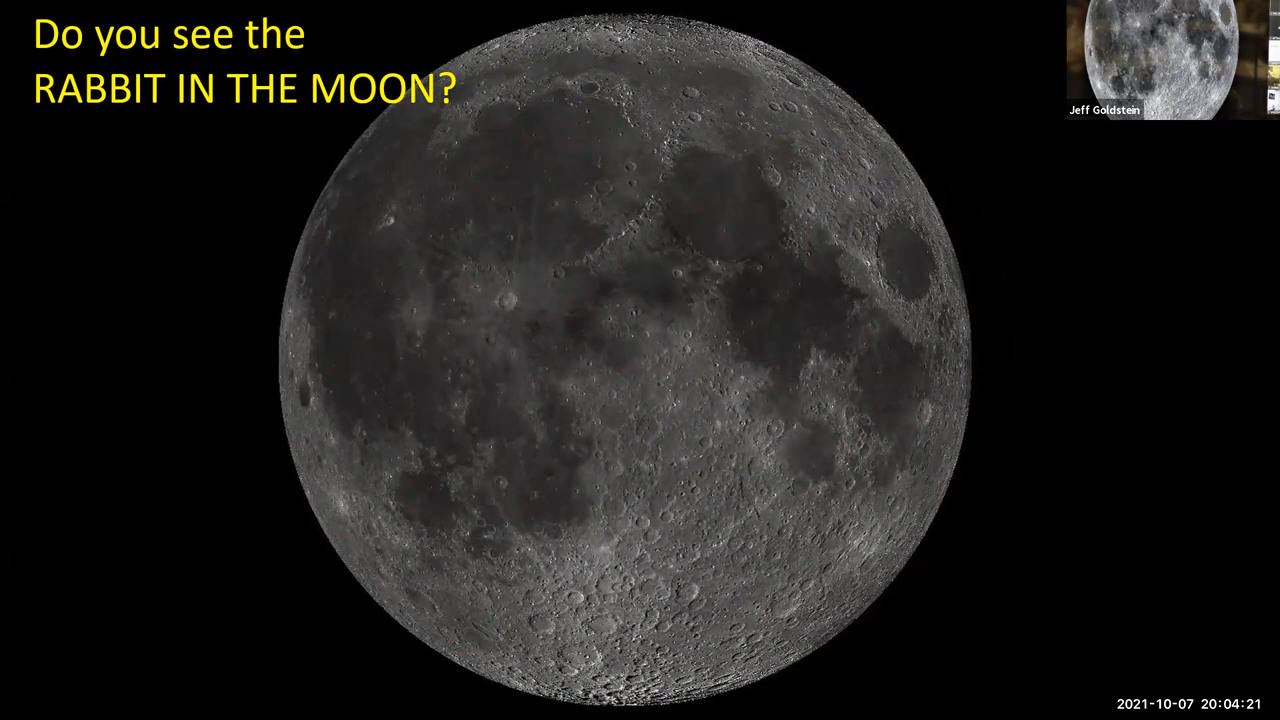 Do you see the
RABBIT IN THE MOON?
Jeff Goldstein
2021-10-07 20:04:21